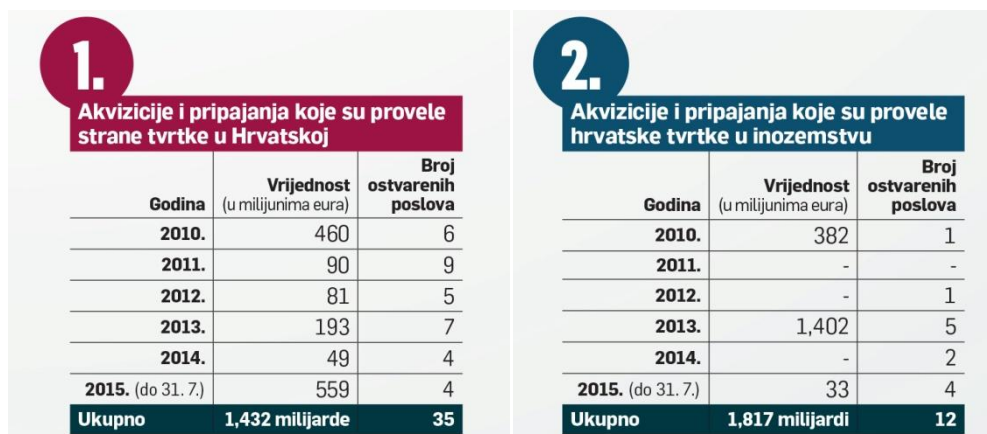 1.
Akvizicije i pripajanja koje su provele
strane tvrtke u Hrvatskoj
Godina Vrijednost (u milijunima eura) Broj ostvarenih poslova
2010. 460 6
2011. 90 9
2012. 81 5
2013. 193 7
2014. 49 4
2015. (do 31. 7.) 559 4
Ukupno 1,432 milijarde 35
2.
Akvizicije i pripajanja koje su provele
hrvatske tvrtke u inozemstvu
Godina Vrijednost (u milijunima eura) Broj ostvarenih poslova
2010. 382 1
2011. - -
2012. - 1
2013. 1,402 5
2014. - 2
2015. (do 31. 7.) 33 4
Ukupno 1,817 milijardi 12